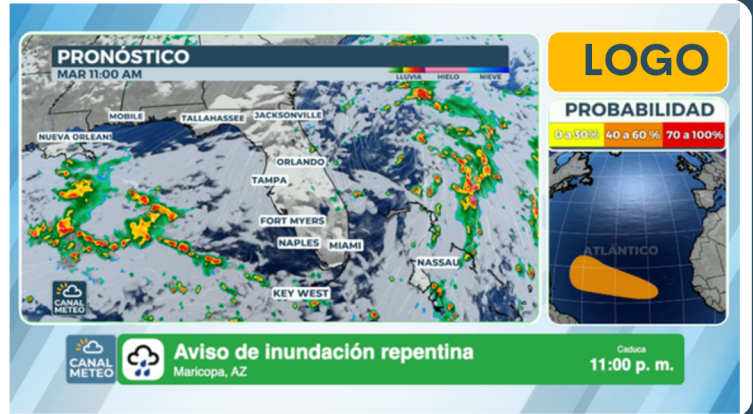 PRONÓSTICO
MAR 11:00 AM
LLUVIA HIELO NIEVE
MOBILE
TALLAHASSEE
JACKSONVILLE
NUEVA ORLEANS
ORLANDO
TAMPA
FORT MYERS
NAPLES
MIAMI
NASSAU
KEY WEST
CANAL
METEO
LOGO
PROBABILIDAD
0 a 30% 40 a 60 % 70 a 100%
ATLÁNTICO
CANAL
METEO
Aviso de inundación repentina
Maricopa, AZ
Caduca
11:00 p. m.